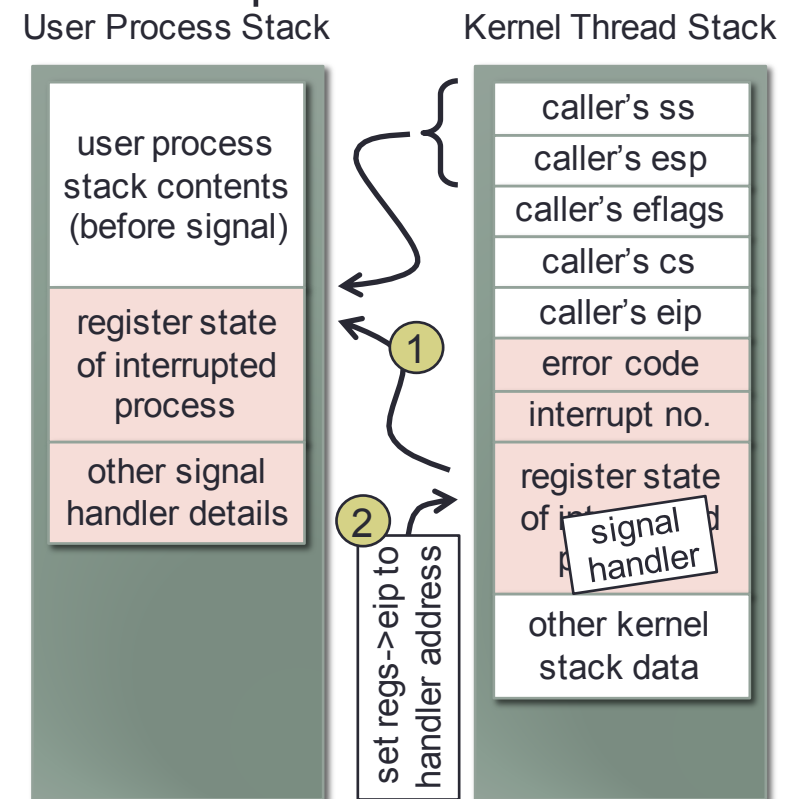 User Process Stack
Kernel Thread Stack
user process
stack contents
(before signal)
register state
of interrupted
process
other signal
handler details
1
2
set regs->eip to
handler address
caller’s ss
caller’s esp
caller’s eflags
caller’s cs
caller’s eip
error code
interrupt no.
register state
of
signal
handler
other kernel
stack data